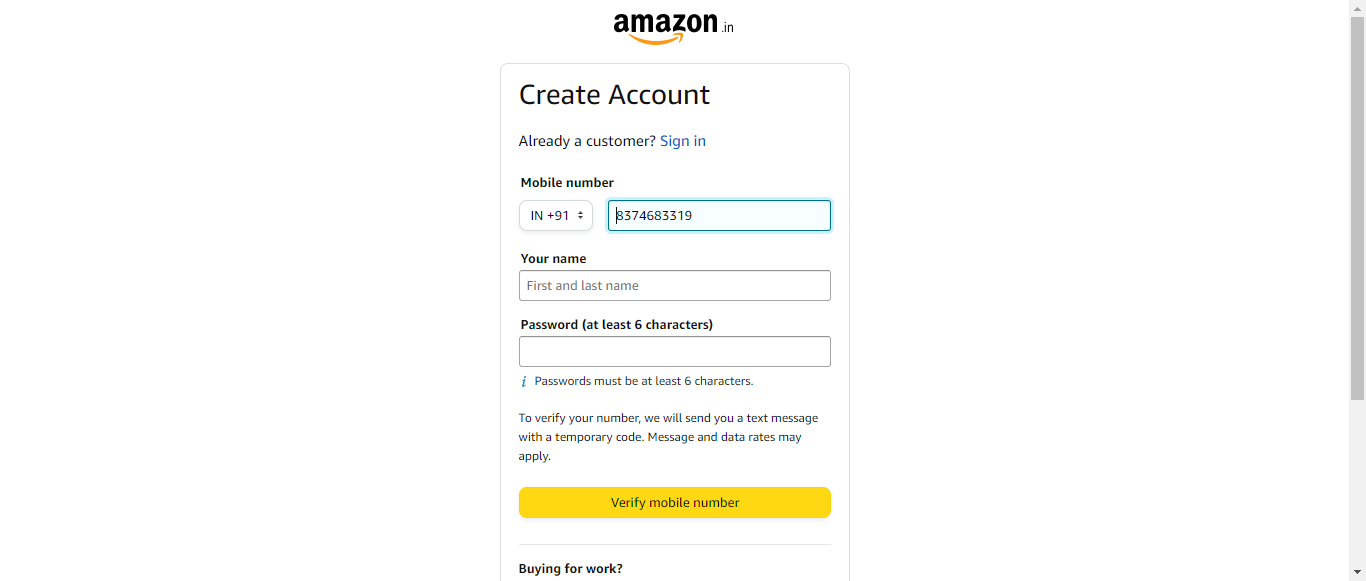 amazon.in
Create Account
Already a customer? Sign in
Mobile number
IN +91 8374683319
Your name
First and last name
Password (at least 6 characters)
i Passwords must be at least 6 characters.
To verify your number, we will send you a text message
with a temporary code. Message and data rates may
apply.
Verify mobile number
Buying for work?